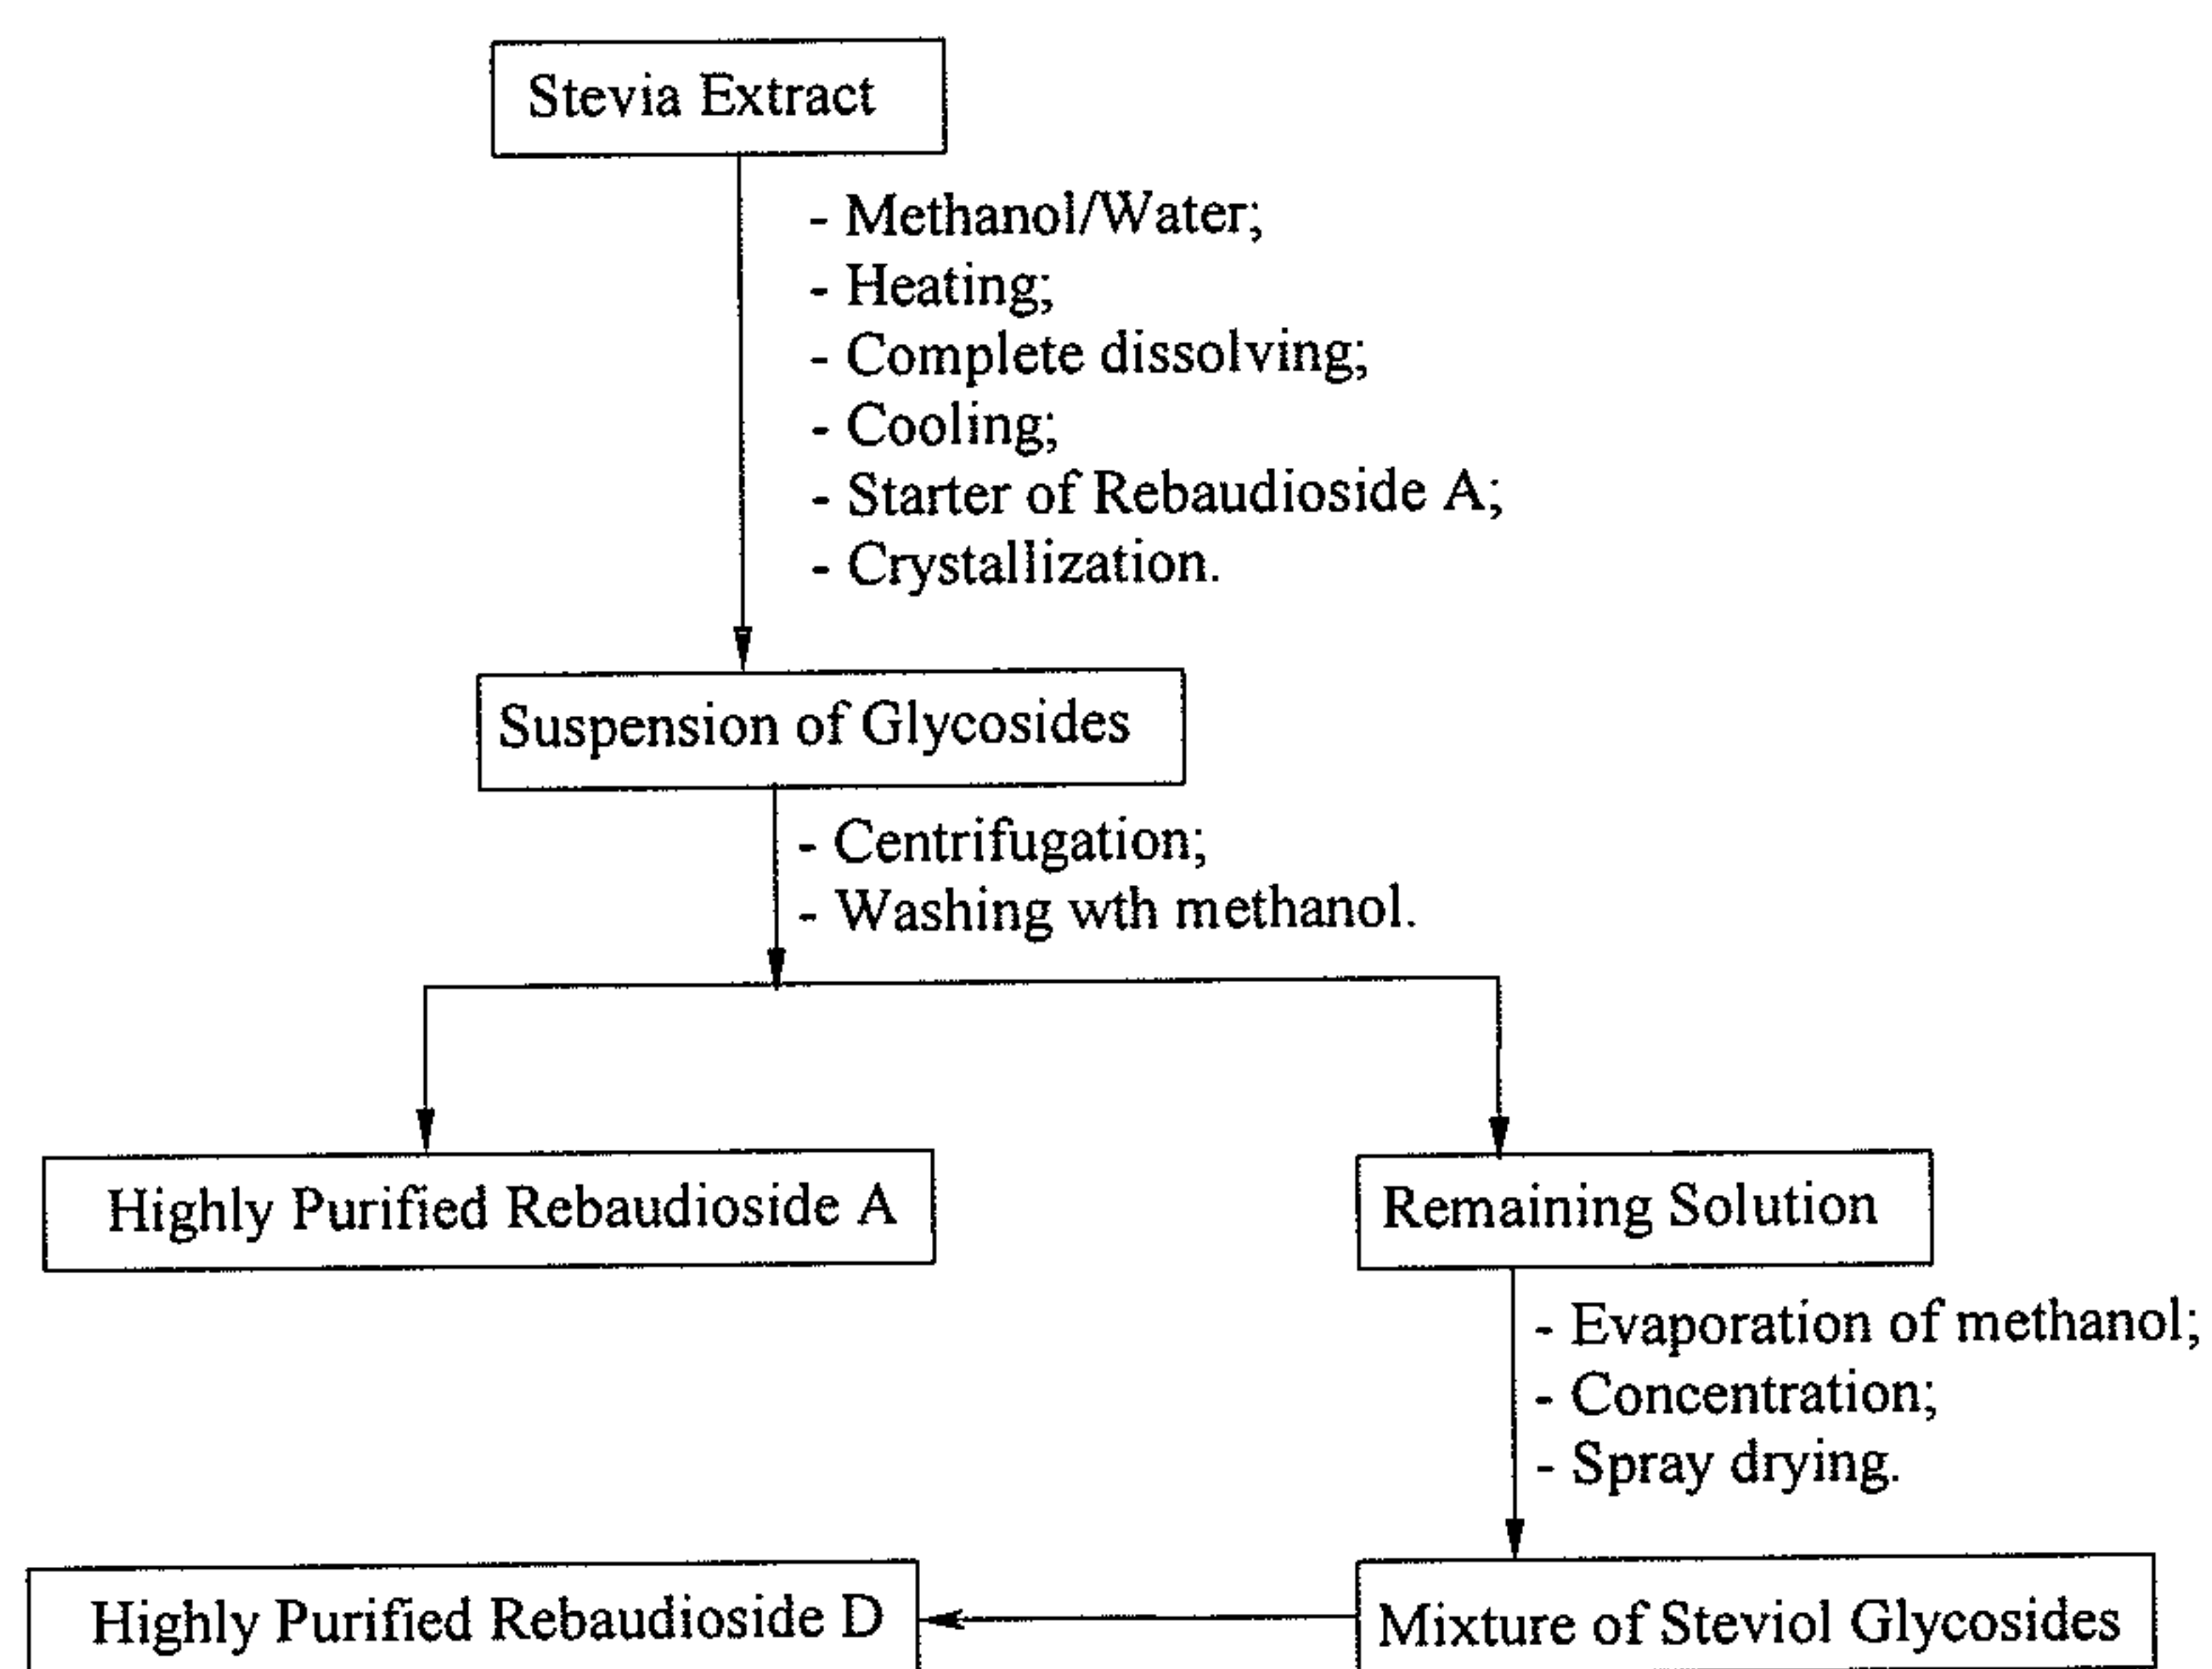 Stevia Extract
- Methanol/Water;
- Heating;
- Complete dissolving;
- Cooling;
- Starter of Rebaudioside A;
- Crystallization.
Suspension of Glycosides
- Centrifugation;
- Washing wth methanol.
Highly Purified Rebaudioside A
Remaining Solution
- Evaporation of methanol;
- Concentration;
- Spray drying.
Highly Purified Rebaudioside D
Mixture of Steviol Glycosides